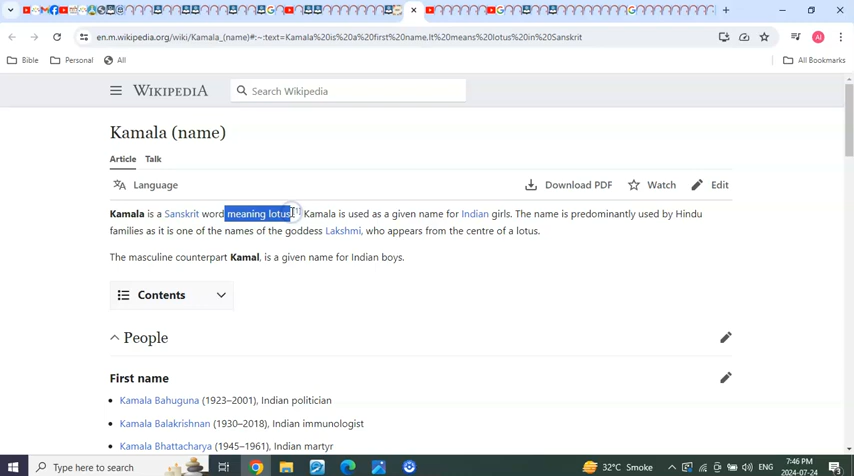 en.m.wikipedia.org/wiki/Kamala_(name)#:~:text=Kamala%20is%20a%20first%20name.It%20means%20lotus%20in%20Sanskrit
AI
Bible
Personal
All
All Bookmarks
WIKIPEDIA
Search Wikipedia
Kamala (name)
Article Talk
Language
Download PDF
Watch
Edit
Kamala is a Sanskrit word meaning lotus.[1] Kamala is used as a given name for Indian girls. The name is predominantly used by Hindu
families as it is one of the names of the goddess Lakshmi, who appears from the centre of a lotus.
The masculine counterpart Kamal, is a given name for Indian boys.
Contents
People
First name
Kamala Bahuguna (1923–2001), Indian politician
Kamala Balakrishnan (1930–2018), Indian immunologist
Kamala Bhattacharya (1945–1961), Indian martyr
Type here to search
32°C Smoke
ENG
7:46 PM
2024-07-24
3